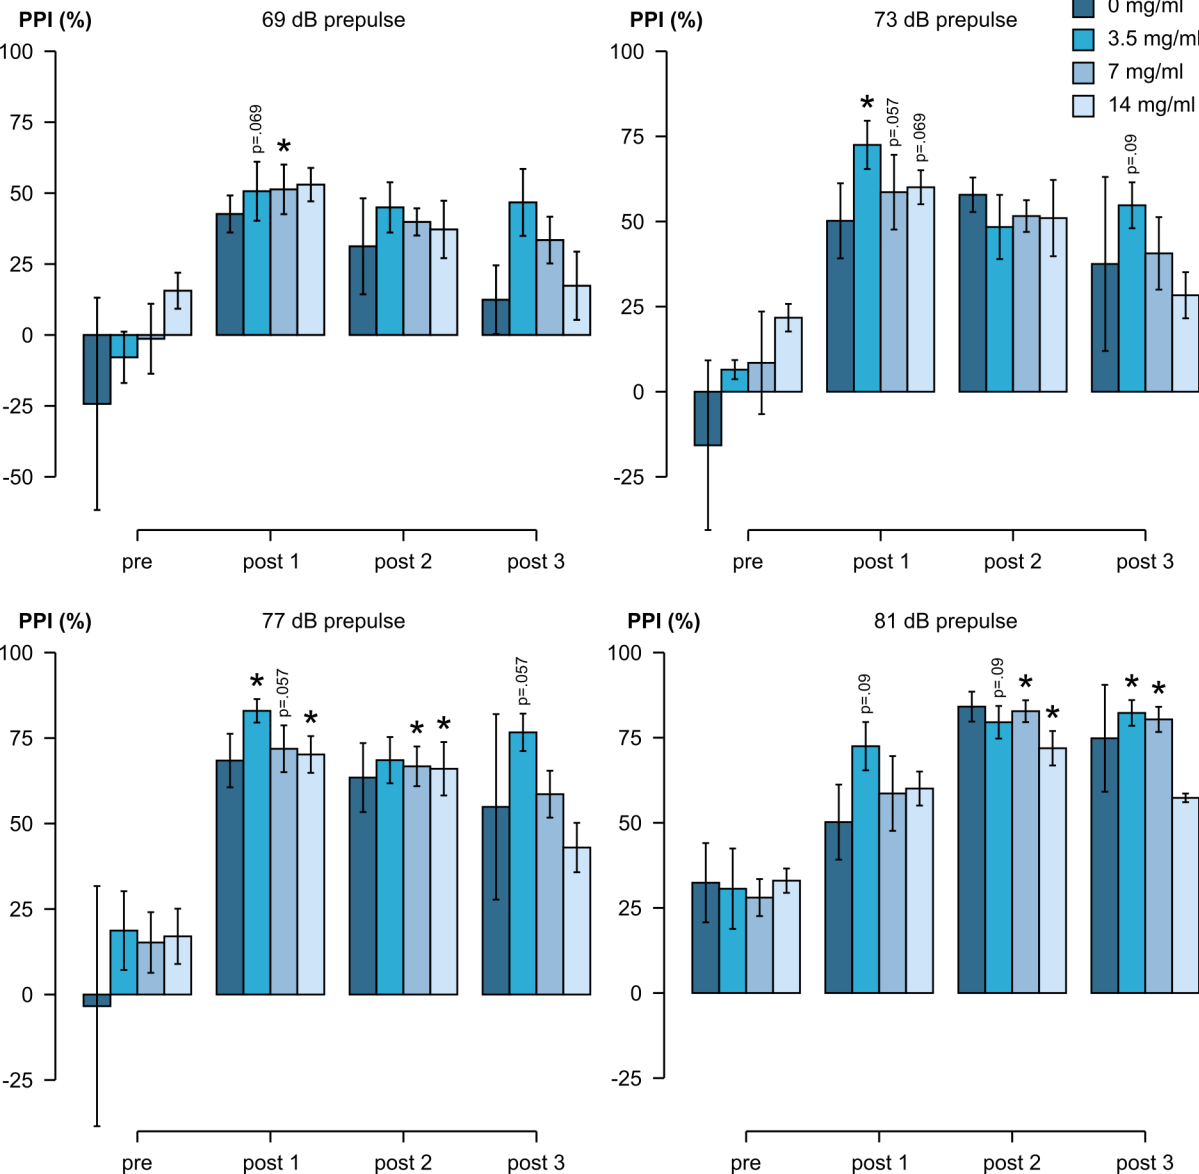 PPI (%)
69 dB prepulse
100
75
50
25
0
-25
-50
p=.069
*
pre
post 1
post 2
post 3
PPI (%)
73 dB prepulse
0 mg/ml
3.5 mg/ml
7 mg/ml
14 mg/ml
100
75
50
25
0
-25
*
p=.057
p=.069
p=.09
pre
post 1
post 2
post 3
PPI (%)
77 dB prepulse
100
75
50
25
0
-25
*
p=.057
*
*
*
p=.057
pre
post 1
post 2
post 3
PPI (%)
81 dB prepulse
100
75
50
25
0
-25
p=.09
p=.09
*
*
*
*
pre
post 1
post 2
post 3